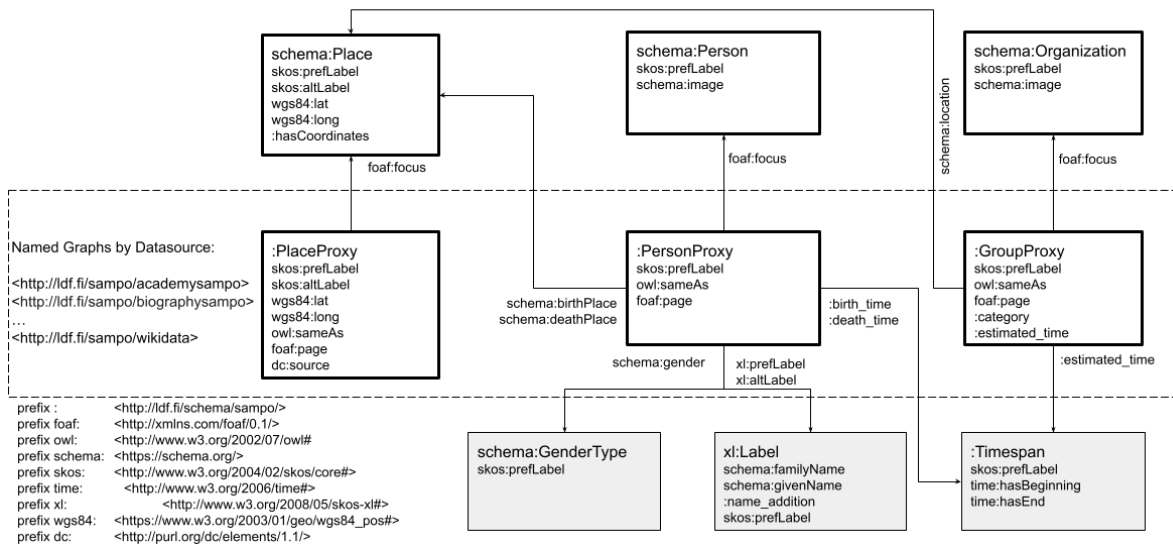 schema:Place
skos:prefLabel
skos:altLabel
wgs84:lat
wgs84:long
:hasCoordinates
schema:Person
skos:prefLabel
schema:image
schema:Organization
skos:prefLabel
schema:image
schema:location
foaf:focus
foaf:focus
foaf:focus
Named Graphs by Datasource:
<http://ldf.fi/sampo/academysampo>
<http://ldf.fi/sampo/biographysampo>
…
<http://ldf.fi/sampo/wikidata>
:PlaceProxy
skos:prefLabel
skos:altLabel
wgs84:lat
wgs84:long
owl:sameAs
foaf:page
dc:source
schema:birthPlace
schema:deathPlace
:PersonProxy
skos:prefLabel
owl:sameAs
foaf:page
:birth_time
:death_time
:GroupProxy
skos:prefLabel
owl:sameAs
foaf:page
:category
:estimated_time
schema:gender
xl:prefLabel
xl:altLabel
:estimated_time
prefix : <http://ldf.fi/schema/sampo/>
prefix foaf: <http://xmlns.com/foaf/0.1/>
prefix owl: <http://www.w3.org/2002/07/owl#
prefix schema: <https://schema.org/>
prefix skos: <http://www.w3.org/2004/02/skos/core#>
prefix time: <http://www.w3.org/2006/time#>
prefix xl: <http://www.w3.org/2008/05/skos-xl#>
prefix wgs84: <https://www.w3.org/2003/01/geo/wgs84_pos#>
prefix dc: <http://purl.org/dc/elements/1.1/>
schema:GenderType
skos:prefLabel
xl:Label
schema:familyName
schema:givenName
:name_addition
skos:prefLabel
:Timespan
skos:prefLabel
time:hasBeginning
time:hasEnd